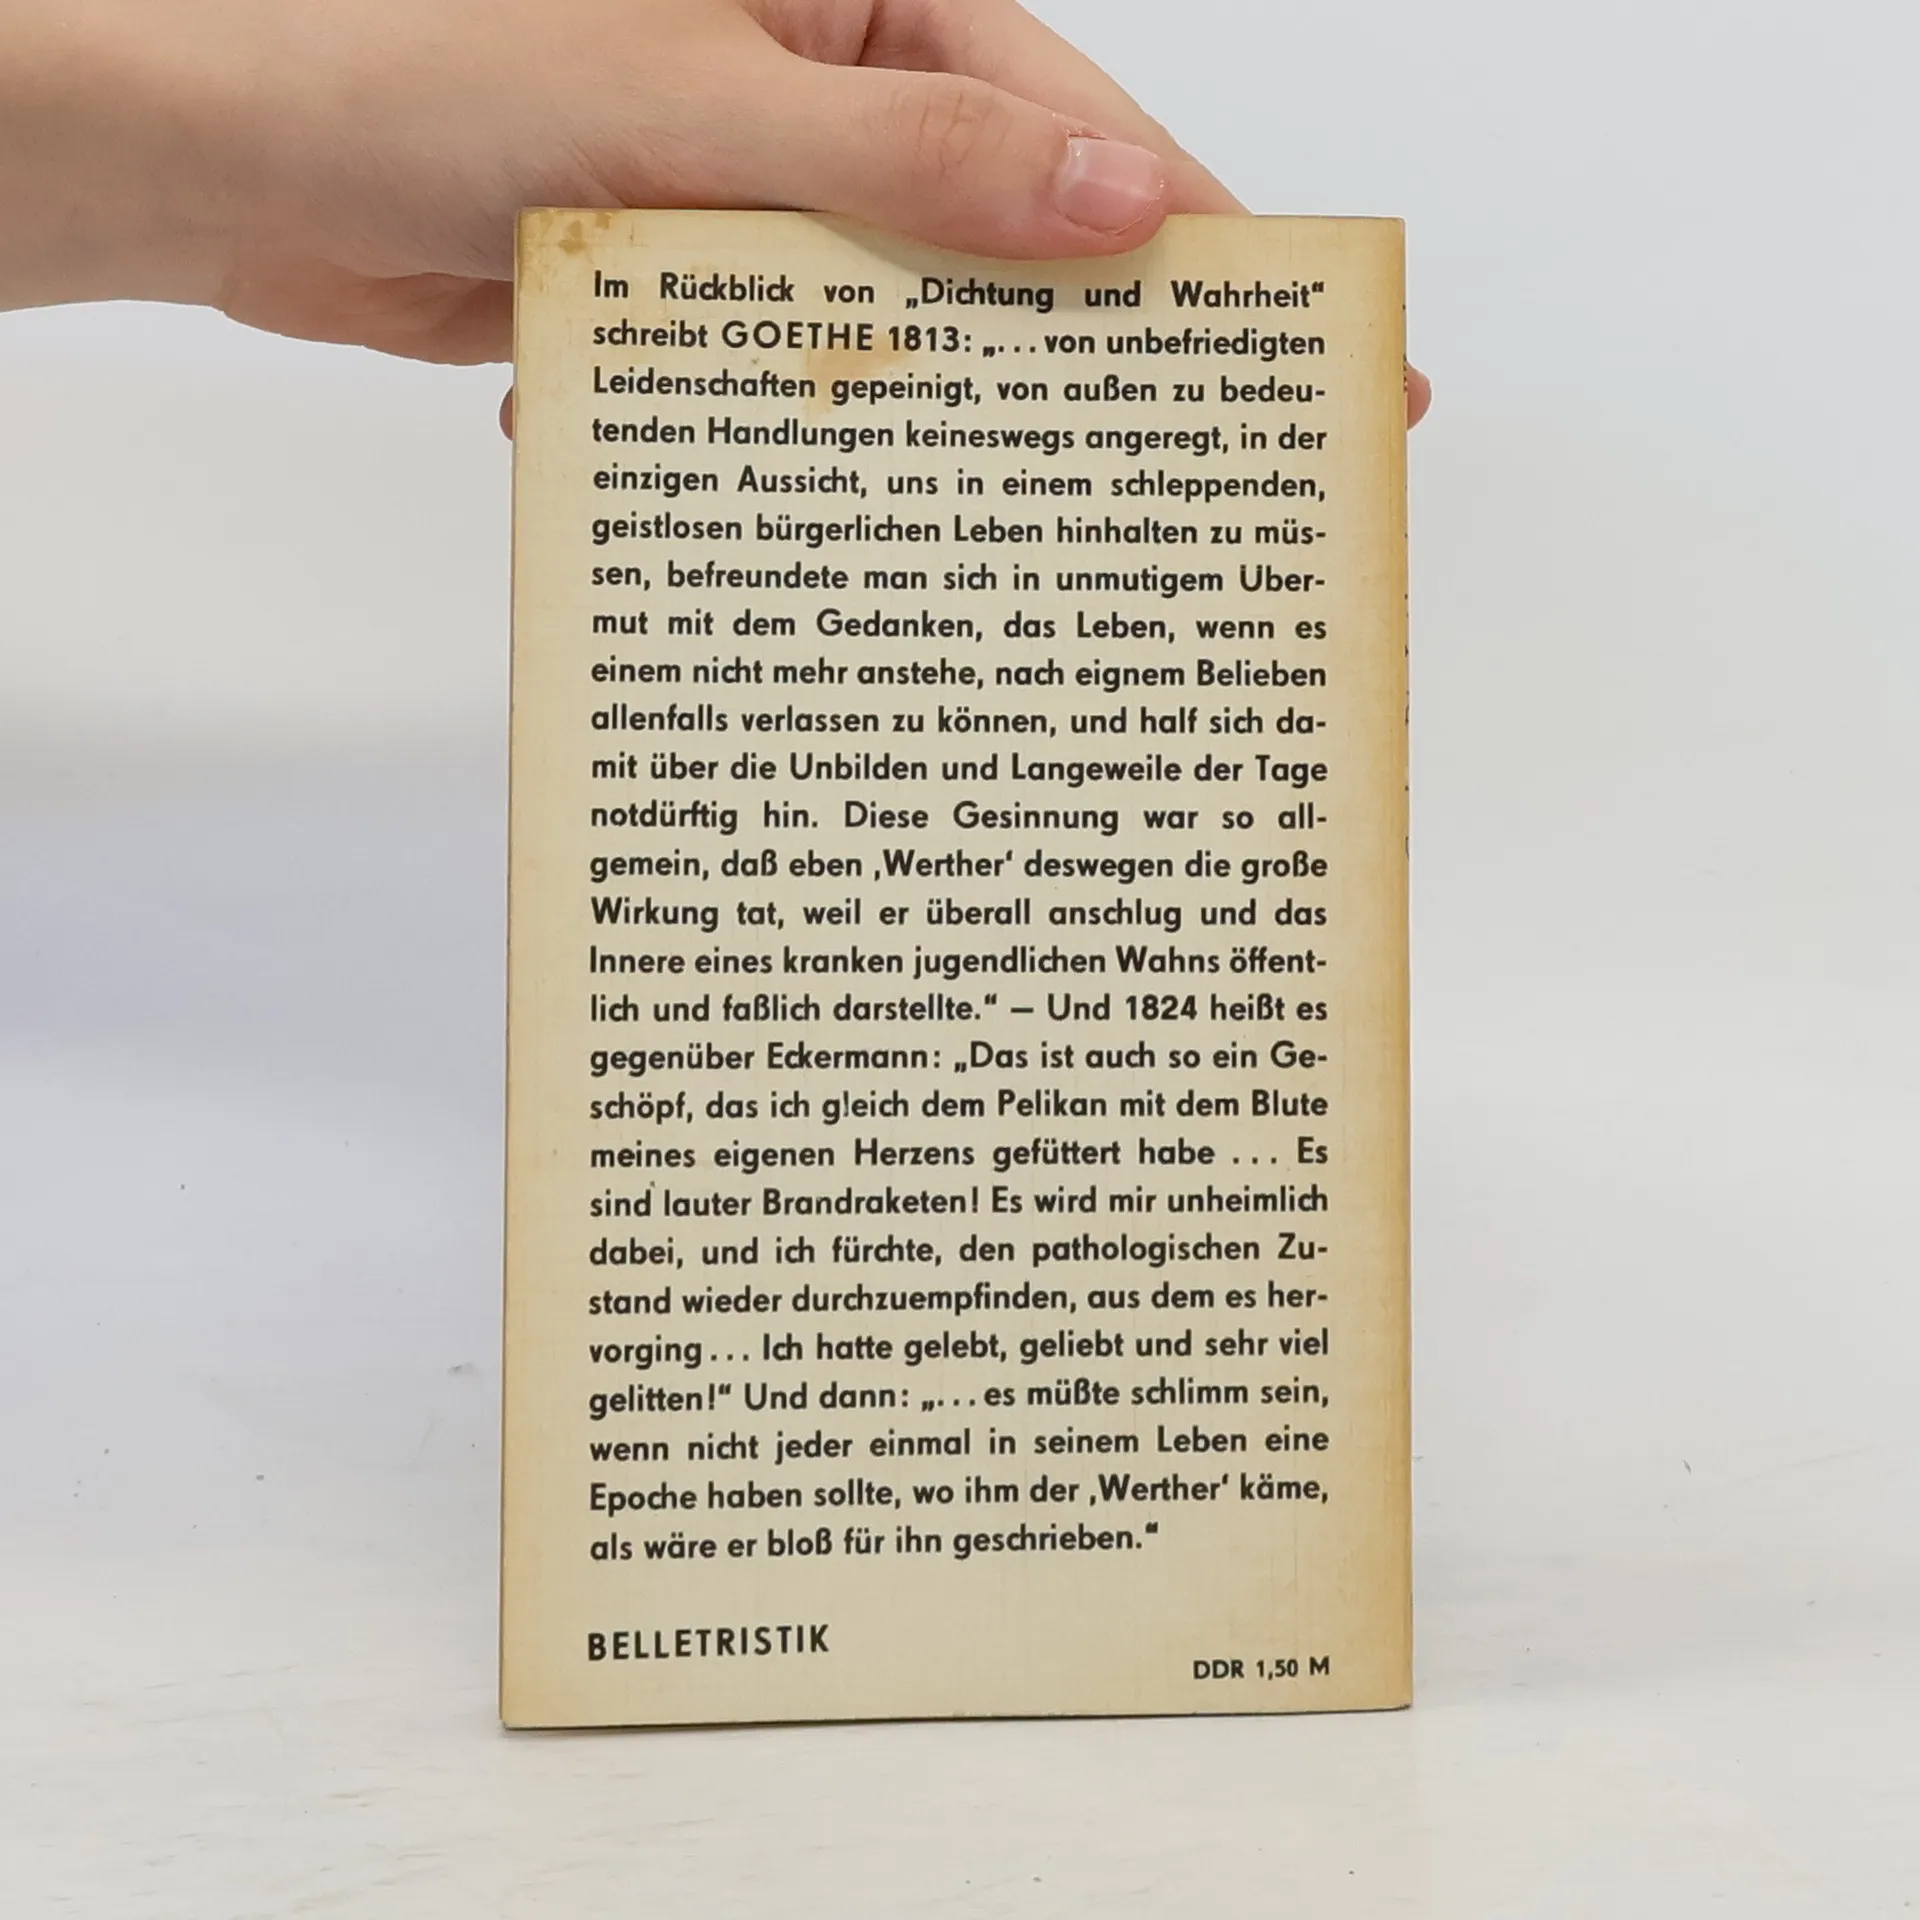 Im Rückblick von „Dichtung und Wahrheit“
schreibt GOETHE 1813: „... von unbefriedigten
Leidenschaften gepeinigt, von außen zu bedeu-
tenden Handlungen keineswegs angeregt, in der
einzigen Aussicht, uns in einem schleppenden,
geistlosen bürgerlichen Leben hinhalten zu müs-
sen, befreundete man sich in unmutigem Über-
mut mit dem Gedanken, das Leben, wenn es
einem nicht mehr anstehe, nach eignem Belieben
allenfalls verlassen zu können, und half sich da-
mit über die Unbilden und Langeweile der Tage
notdürftig hin. Diese Gesinnung war so all-
gemein, daß eben ‚Werther‘ deswegen die große
Wirkung tat, weil er überall anschlug und das
Innere eines kranken jugendlichen Wahns öffent-
lich und faßlich darstellte.“ – Und 1824 heißt es
gegenüber Eckermann: „Das ist auch so ein Ge-
schöpf, das ich gleich dem Pelikan mit dem Blute
meines eigenen Herzens gefüttert habe ... Es
sind lauter Brandraketen! Es wird mir unheimlich
dabei, und ich fürchte, den pathologischen Zu-
stand wieder durchzuempfinden, aus dem es her-
vorging ... Ich hatte gelebt, geliebt und sehr viel
gelitten!“ Und dann: „... es müßte schlimm sein,
wenn nicht jeder einmal in seinem Leben eine
Epoche haben sollte, wo ihm der ‚Werther‘ käme,
als wäre er bloß für ihn geschrieben.“
BELLETRISTIK
DDR 1,50 M